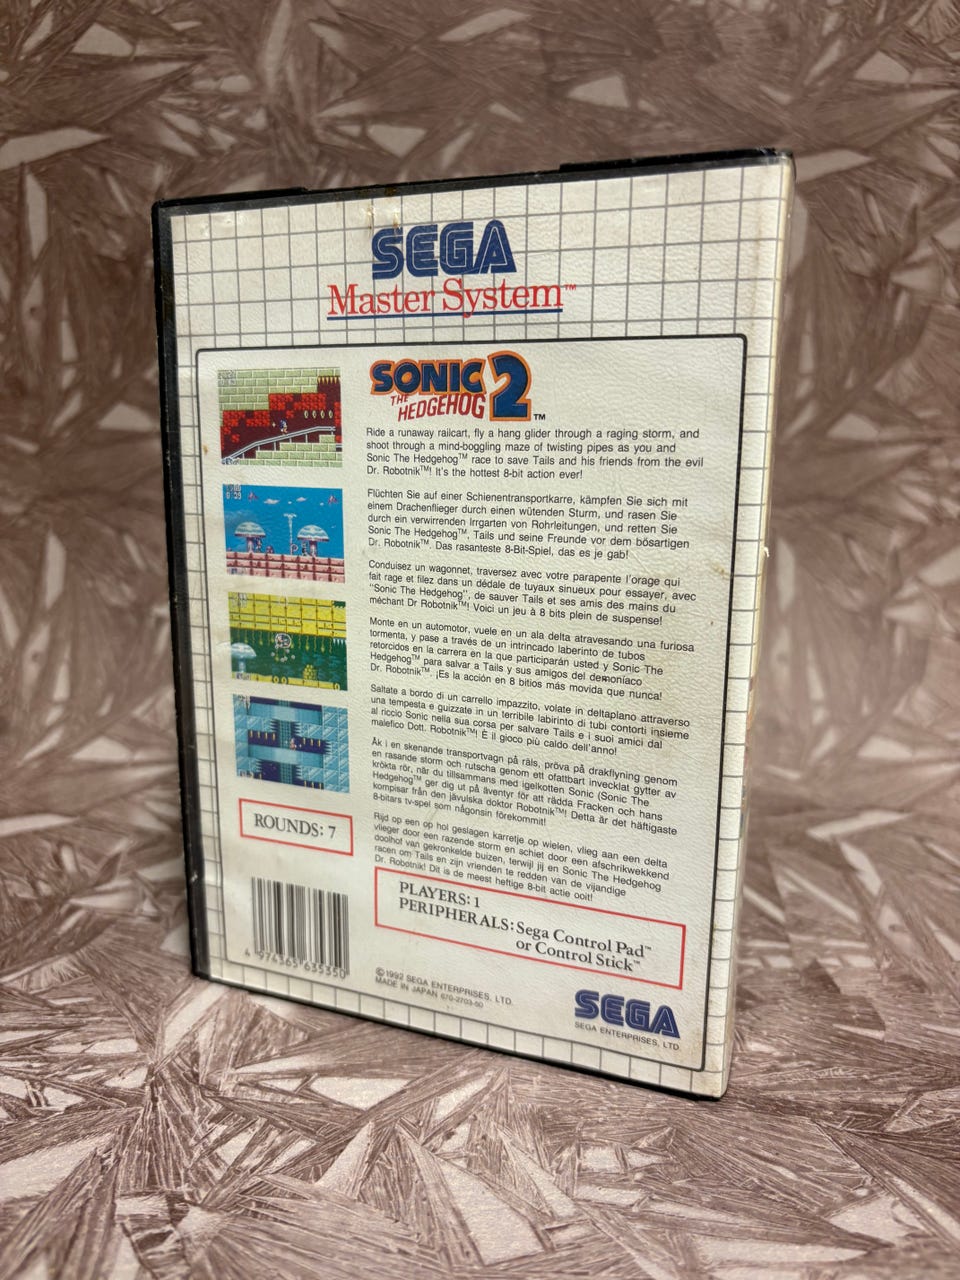 SEGA
Master System™
SONIC
THE
HEDGEHOG
2™
Ride a runaway railcart, fly a hang glider through a raging storm, and
shoot through a mind-boggling maze of twisting pipes as you and
Sonic The Hedgehog™ race to save Tails and his friends from the evil
Dr. Robotnik™! It's the hottest 8-bit action ever!
Flüchten Sie auf einer Schienentransportkarre, kämpfen Sie sich mit
einem Drachenflieger durch einen wütenden Sturm, und rasen Sie
durch ein verwirrenden Irrgarten von Rohrleitungen, und retten Sie
Sonic The Hedgehog™, Tails und seine Freunde vor dem bösartigen
Dr. Robotnik™. Das rasanteste 8-Bit-Spiel, das es je gab!
Conduisez un wagonnet, traversez avec votre parapente l'orage qui
fait rage et filez dans un dédale de tuyaux sinueux pour essayer, avec
"Sonic The Hedgehog", de sauver Tails et ses amis des mains du
méchant Dr Robotnik™! Voici un jeu à 8 bits plein de suspense!
Monte en un automotor, vuele en un ala delta atravesando una furiosa
tormenta, y pase a través de un intrincado laberinto de tubos
retorcidos en la carrera en la que participarán usted y Sonic The
Hedgehog™ para salvar a Tails y sus amigos del demoníaco
Dr. Robotnik™. ¡Es la acción en 8 bitios más movida que nunca!
Saltate a bordo di un carrello impazzito, volate in deltaplano attraverso
una tempesta e guizzate in un terribile labirinto di tubi contorti insieme
al riccio Sonic nella sua corsa per salvare Tails e i suoi amici dal
malefico Dott. Robotnik™! È il gioco più caldo dell'anno!
Åk i en skenande transportvagn på räls, pröva på drakflyning genom
en rasande storm och rutscha genom ett ofattbart invecklat gytter av
krökta rör, när du tillsammans med igelkotten Sonic (Sonic The
Hedgehog™ ger dig ut på äventyr för att rädda Fracken och hans
kompisar från den jävulska doktor Robotnik™! Detta är det häftigaste
8-bitars tv-spel som någonsin förekommit!
Rijd op een op hol geslagen karretje op wielen, vlieg aan een delta
vlieger door een razende storm en schiet door een afschrikwekkend
doolhof van gekronkelde buizen, terwijl jij en Sonic The Hedgehog
racen om Tails en zijn vrienden te redden van de vijandige
Dr. Robotnik! Dit is de meest heftige 8-bit actie ooit!
ROUNDS: 7
PLAYERS: 1
PERIPHERALS: Sega Control Pad™
or Control Stick™
4 974365 635350
©1992 SEGA ENTERPRISES, LTD.
MADE IN JAPAN 670-2703-50
SEGA
SEGA ENTERPRISES, LTD.